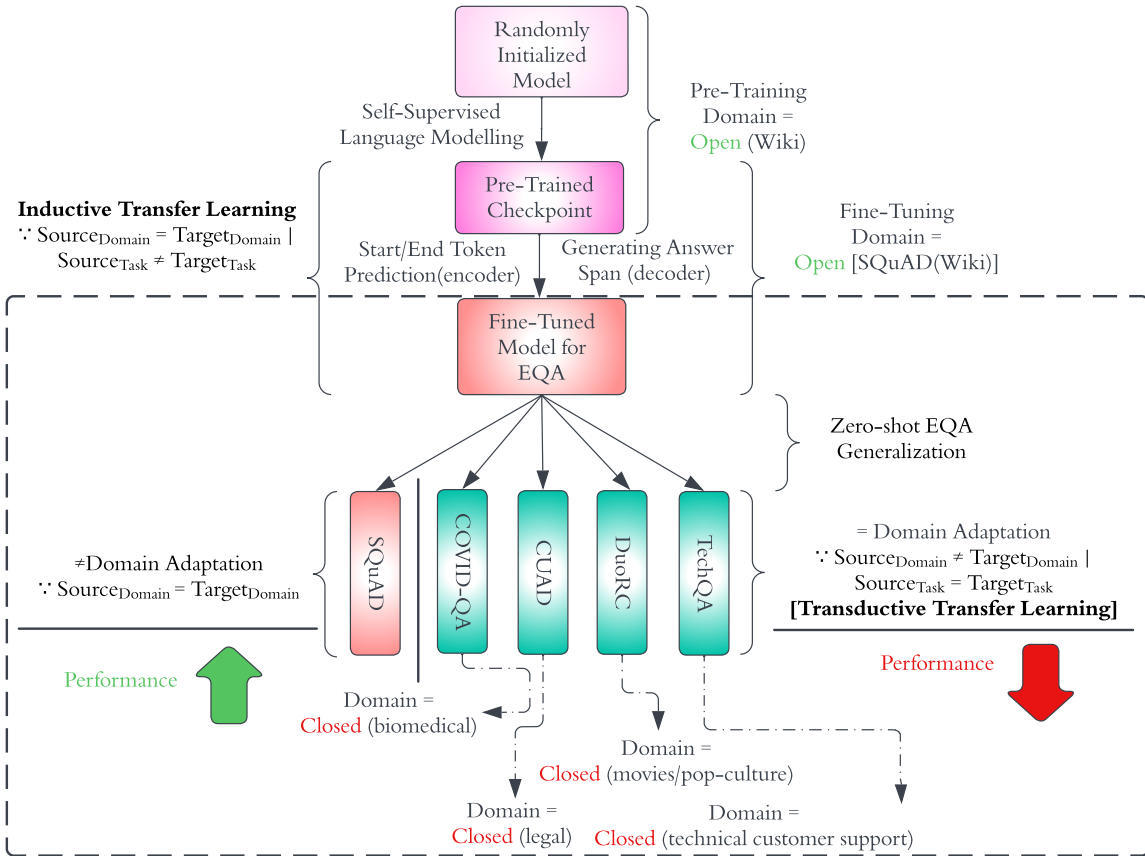 Randomly
Initialized
Model
Self-Supervised
Language Modelling
Pre-Training
Domain =
Open (Wiki)
Pre-Trained
Checkpoint
Inductive Transfer Learning
∵ SourceDomain = TargetDomain |
SourceTask ≠ TargetTask
Start/End Token
Prediction(encoder)
Generating Answer
Span (decoder)
Fine-Tuning
Domain =
Open [SQuAD(Wiki)]
Fine-Tuned
Model for
EQA
Zero-shot EQA
Generalization
≠Domain Adaptation
∵ SourceDomain = TargetDomain
SQuAD
COVID-QA
CUAD
DuoRC
TechQA
= Domain Adaptation
∵ SourceDomain ≠ TargetDomain |
SourceTask = TargetTask
[Transductive Transfer Learning]
Performance
Performance
Domain =
Closed (biomedical)
Domain =
Closed (movies/pop-culture)
Domain =
Closed (legal)
Domain =
Closed (technical customer support)